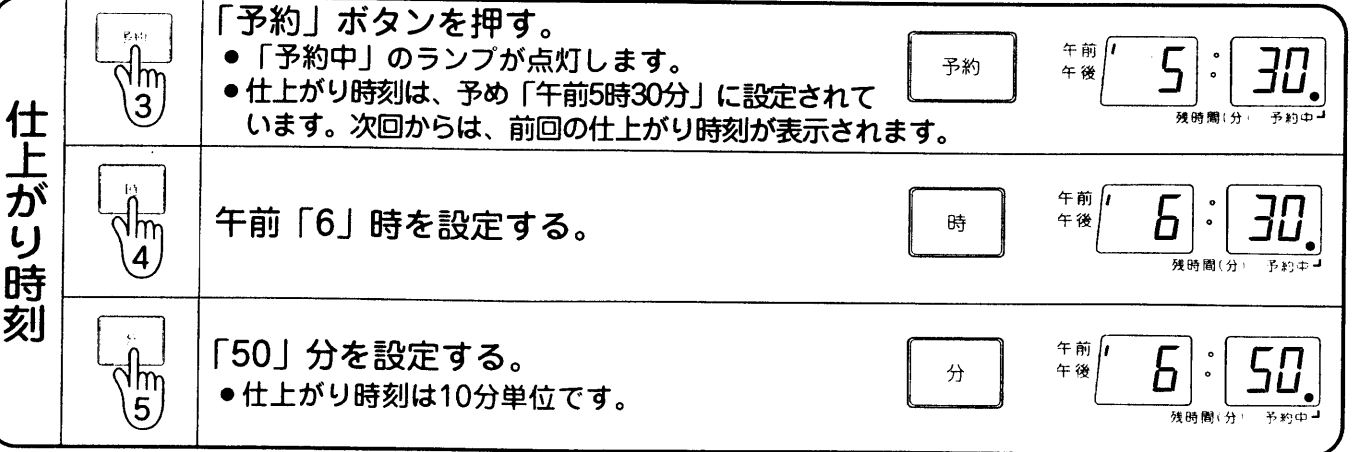 仕上がり時刻
予約
3
「予約」ボタンを押す。
●「予約中」のランプが点灯します。
●仕上がり時刻は、予め「午前5時30分」に設定されて
います。次回からは、前回の仕上がり時刻が表示されます。
予約
午前
午後
5:30
残時間(分) 予約中
時
4
午前「6」時を設定する。
時
午前
午後
6:30
残時間(分) 予約中
分
5
「50」分を設定する。
●仕上がり時刻は10分単位です。
分
午前
午後
6:50
残時間(分) 予約中